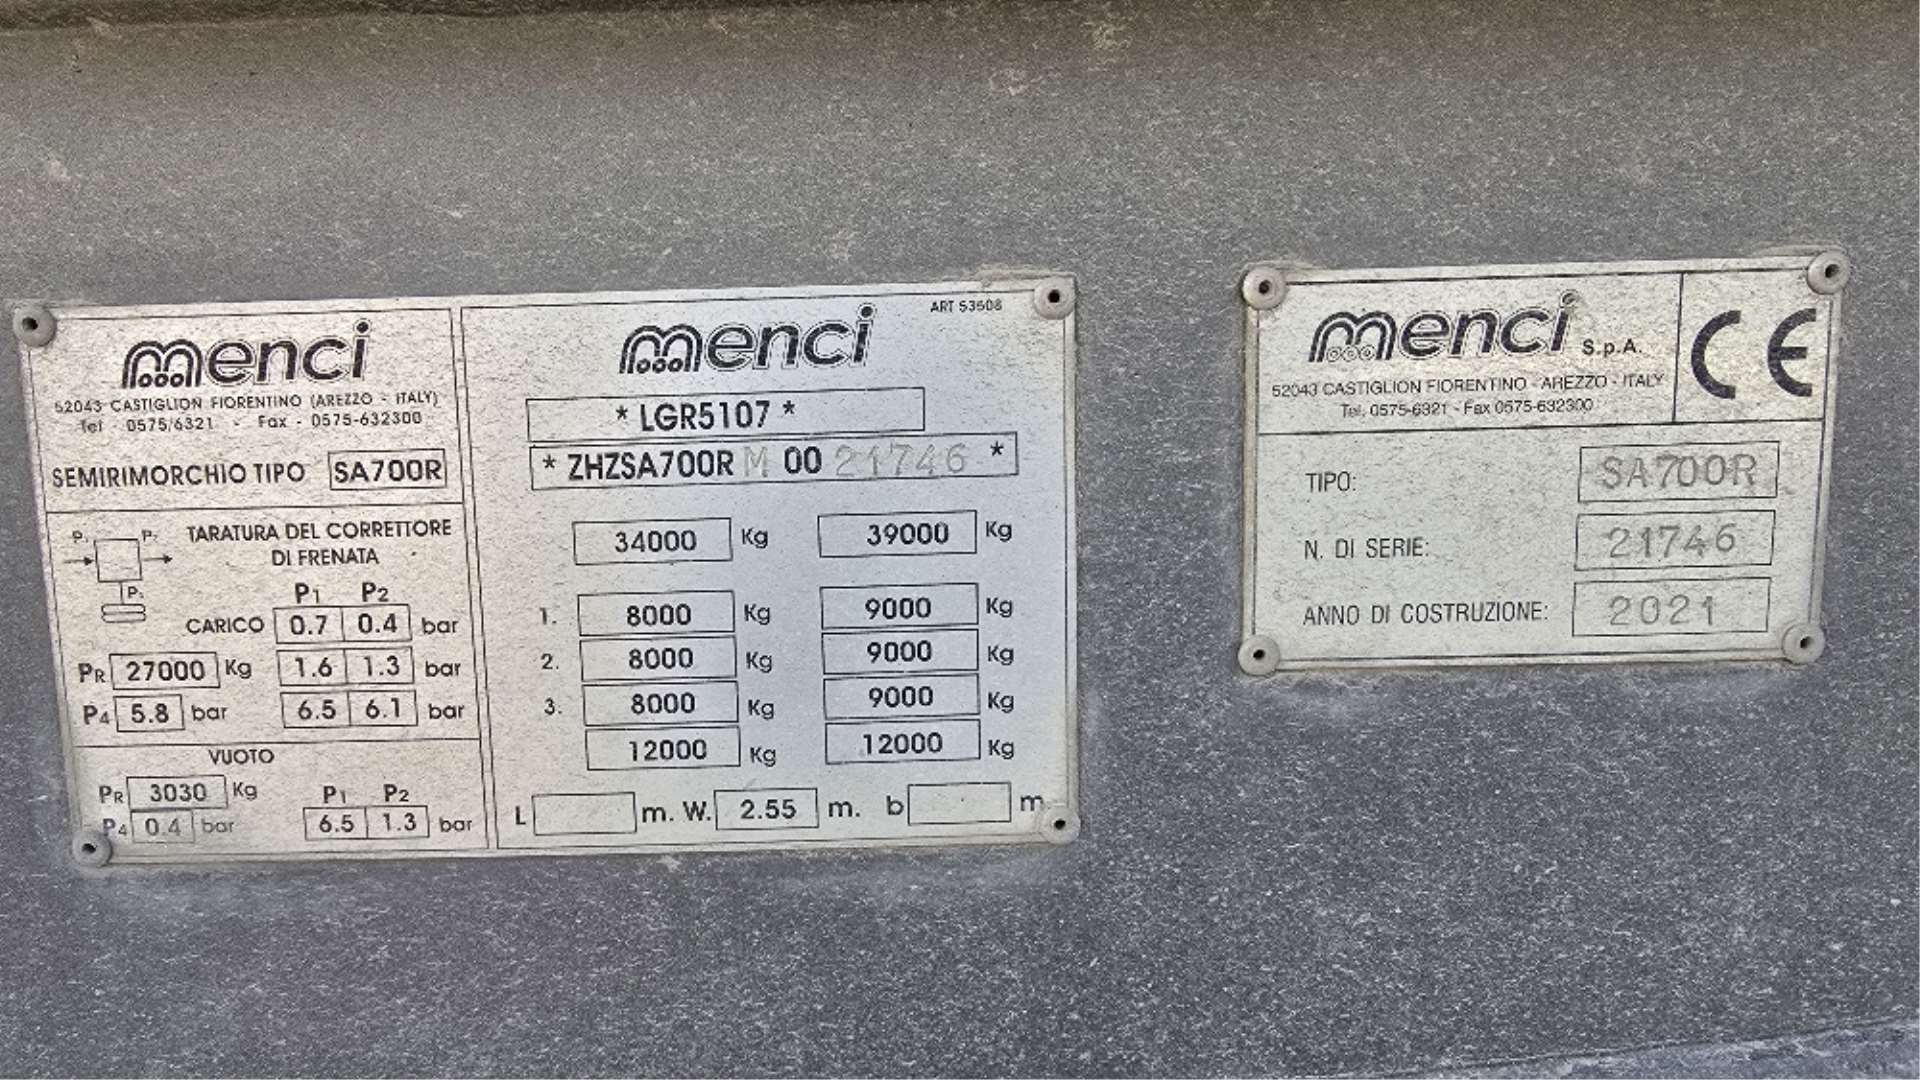 menci
52043 CASTIGLION FIORENTINO (AREZZO - ITALY)
Tel - 0575/6321 - Fax - 0575-632300
SEMIRIMORCHIO TIPO SA700R
TARATURA DEL CORRETTORE
DI FRENATA
P1 P2
CARICO 0.7 0.4 bar
PR 27000 Kg 1.6 1.3 bar
P4 5.8 bar 6.5 6.1 bar
VUOTO
PR 3030 Kg P1 P2
P4 0.4 bar 6.5 1.3 bar
ART 53508
menci
* LGR5107 *
* ZHZSA700R M 00 21746 *
34000 Kg 39000 Kg
1. 8000 Kg 9000 Kg
2. 8000 Kg 9000 Kg
3. 8000 Kg 9000 Kg
12000 Kg 12000 Kg
L m. W. 2.55 m. b m
menci S.p.A. CE
52043 CASTIGLION FIORENTINO - AREZZO - ITALY
Tel. 0575-6321 - Fax 0575-632300
TIPO: SA700R
N. DI SERIE: 21746
ANNO DI COSTRUZIONE: 2021